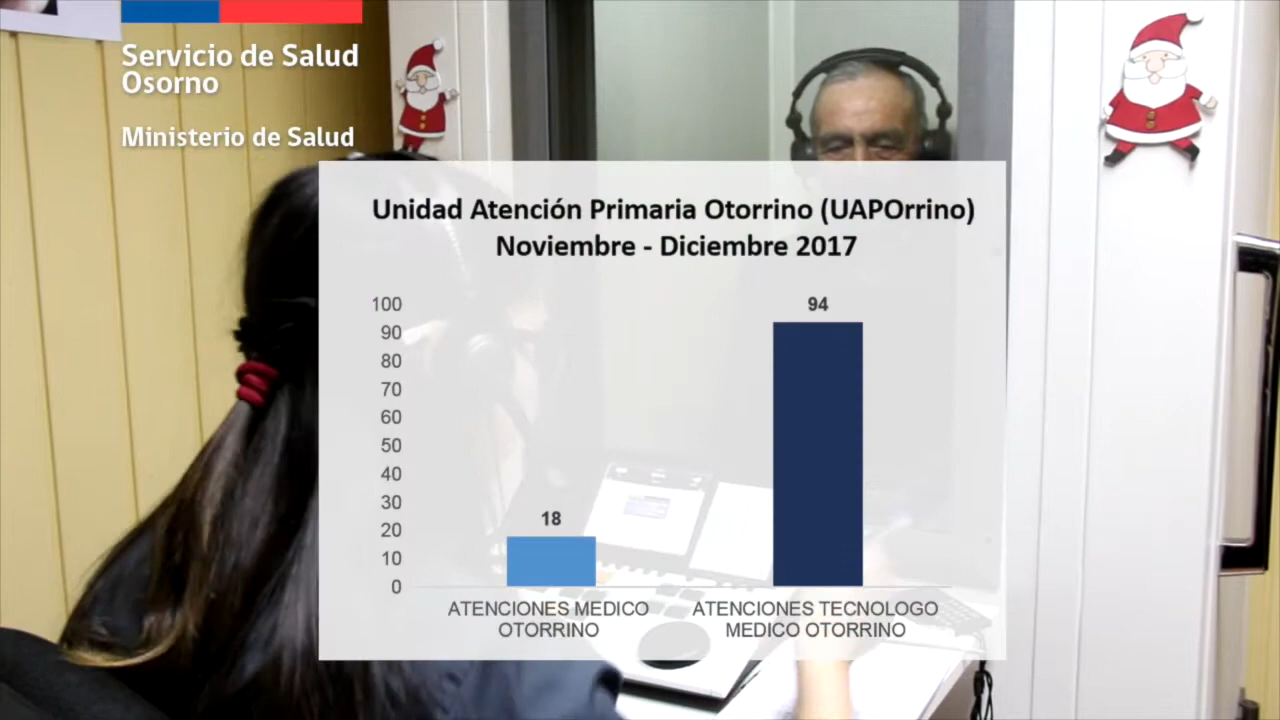 Servicio de Salud
Osorno
Ministerio de Salud
Unidad Atención Primaria Otorrino (UAPOrrino)
Noviembre - Diciembre 2017
100
90
80
70
60
50
40
30
20
10
0
18
94
ATENCIONES MEDICO
OTORRINO
ATENCIONES TECNOLOGO
MEDICO OTORRINO